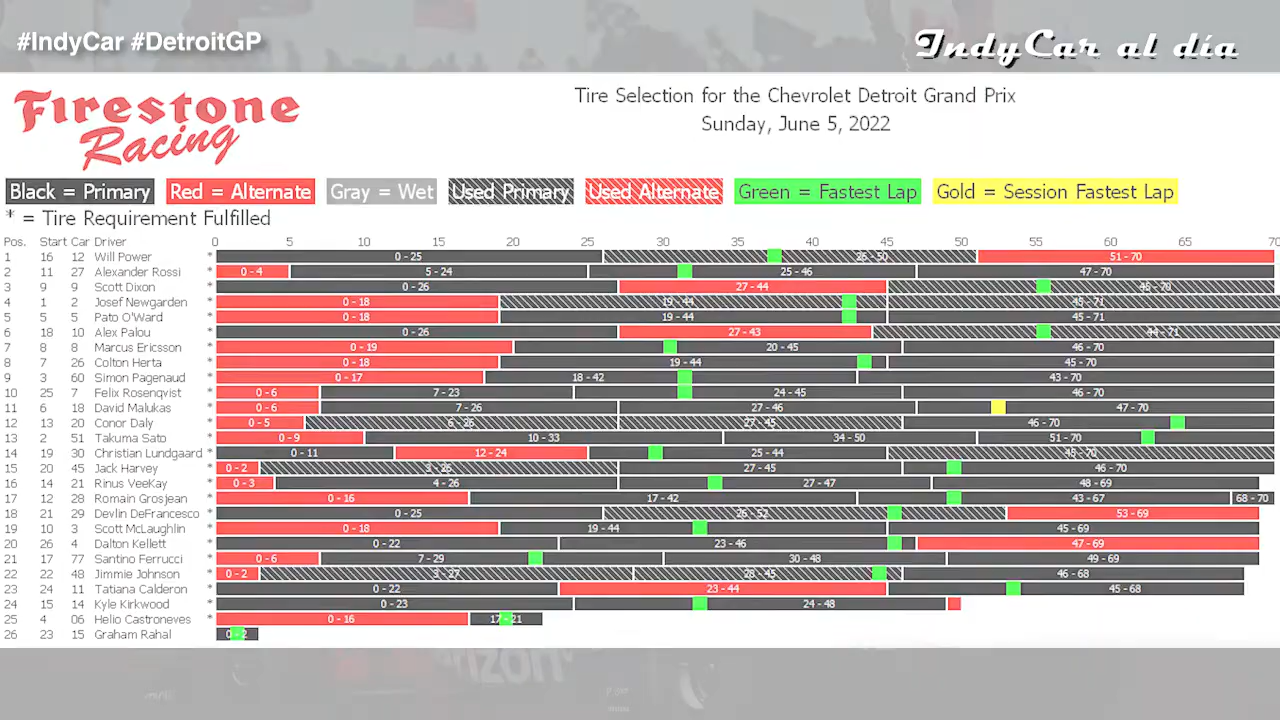 #IndyCar #DetroitGP
IndyCar al día
Firestone
Racing
Tire Selection for the Chevrolet Detroit Grand Prix
Sunday, June 5, 2022
Black = Primary Red = Alternate Gray = Wet Used Primary Used Alternate Green = Fastest Lap Gold = Session Fastest Lap
* = Tire Requirement Fulfilled
Pos. Start Car Driver 0 5 10 15 20 25 30 35 40 45 50 55 60 65 70
1 16 12 Will Power * 0 - 25 26 - 50 51 - 70
2 11 27 Alexander Rossi * 0 - 4 5 - 24 25 - 46 47 - 70
3 9 9 Scott Dixon * 0 - 26 27 - 44 45 - 70
4 1 2 Josef Newgarden * 0 - 18 19 - 44 45 - 71
5 5 5 Pato O'Ward * 0 - 18 19 - 44 45 - 71
6 18 10 Alex Palou * 0 - 26 27 - 43 44 - 71
7 8 8 Marcus Ericsson * 0 - 19 20 - 45 46 - 70
8 7 26 Colton Herta * 0 - 18 19 - 44 45 - 70
9 3 60 Simon Pagenaud * 0 - 17 18 - 42 43 - 70
10 25 7 Felix Rosenqvist * 0 - 6 7 - 23 24 - 45 46 - 70
11 6 18 David Malukas * 0 - 6 7 - 26 27 - 46 47 - 70
12 13 20 Conor Daly * 0 - 5 6 - 26 27 - 45 46 - 70
13 2 51 Takuma Sato * 0 - 9 10 - 33 34 - 50 51 - 70
14 19 30 Christian Lundgaard * 0 - 11 12 - 24 25 - 44 45 - 70
15 20 45 Jack Harvey * 0 - 2 3 - 26 27 - 45 46 - 70
16 14 21 Rinus VeeKay * 0 - 3 4 - 26 27 - 47 48 - 69
17 12 28 Romain Grosjean * 0 - 16 17 - 42 43 - 67 68 - 70
18 21 29 Devlin DeFrancesco * 0 - 25 26 - 52 53 - 69
19 10 3 Scott McLaughlin * 0 - 18 19 - 44 45 - 69
20 26 4 Dalton Kellett * 0 - 22 23 - 46 47 - 69
21 17 77 Santino Ferrucci * 0 - 6 7 - 29 30 - 48 49 - 69
22 22 48 Jimmie Johnson * 0 - 2 3 - 27 28 - 45 46 - 68
23 24 11 Tatiana Calderon * 0 - 22 23 - 44 45 - 68
24 15 14 Kyle Kirkwood * 0 - 23 24 - 48
25 4 06 Helio Castroneves * 0 - 16 17 - 21
26 23 15 Graham Rahal 0 - 2